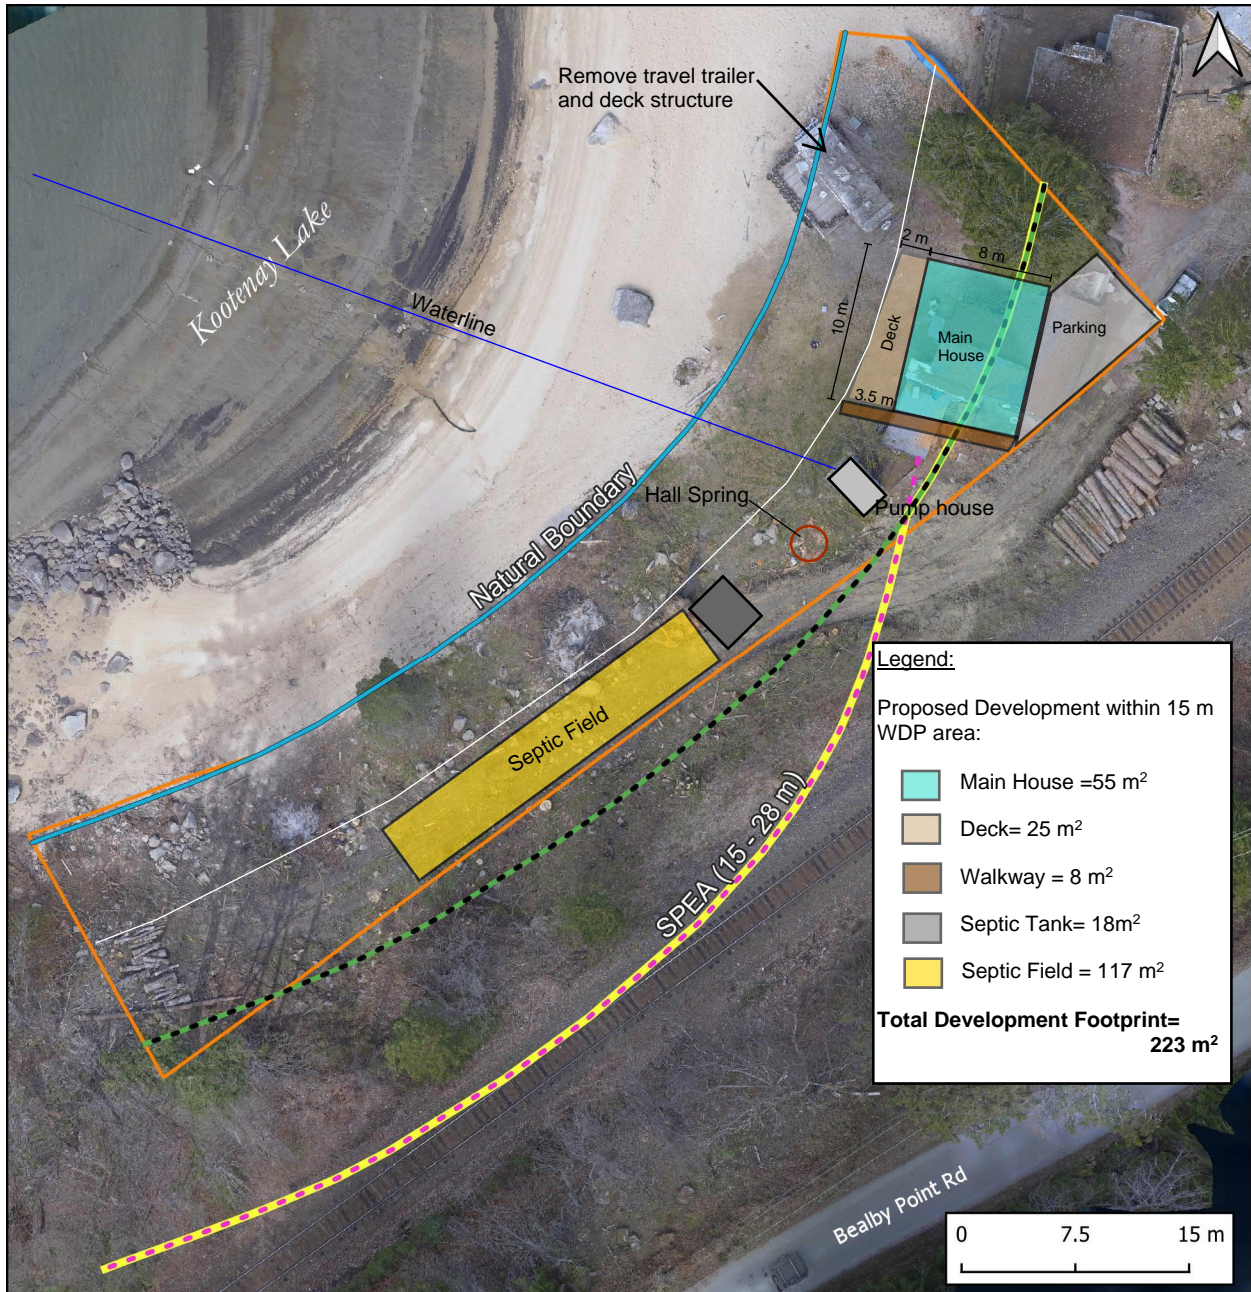 Remove travel trailer
and deck structure
Kootenay Lake
Waterline
2 m
8 m
10 m
Deck
Main
House
Parking
3.5 m
Natural Boundary
Hall Spring
Pump house
Septic Field
SPEA (15 - 28 m)
Legend:
Proposed Development within 15 m
WDP area:
Main House =55 m²
Deck= 25 m²
Walkway = 8 m²
Septic Tank= 18m²
Septic Field = 117 m²
Total Development Footprint=
223 m²
Bealby Point Rd
0 7.5 15 m